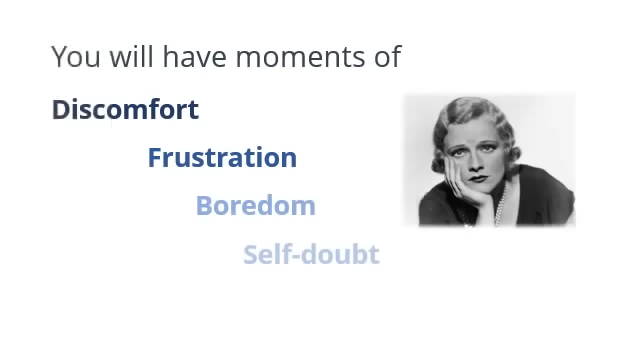 You will have moments of
Discomfort
Frustration
Boredom
Self-doubt